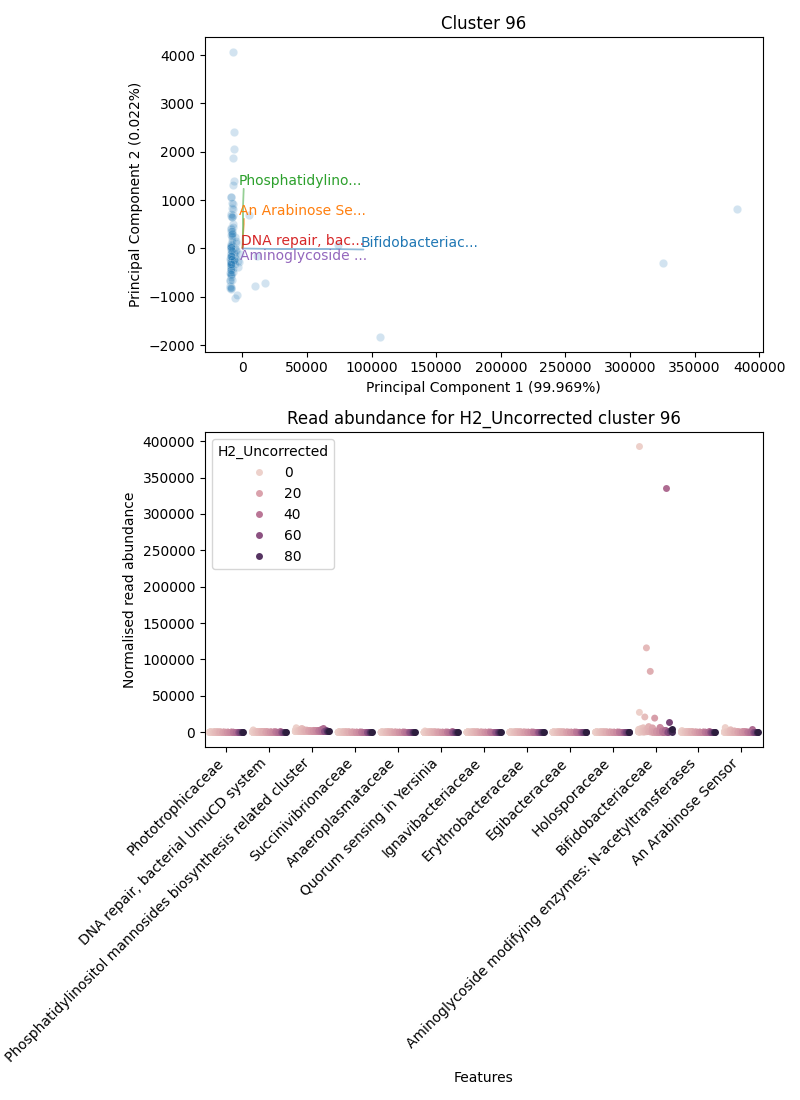 Cluster 96
4000
3000
2000
1000
0
−1000
−2000
Principal Component 2 (0.022%)
Phosphatidylino...
An Arabinose Se...
DNA repair, bac...
Bifidobacteriac...
Aminoglycoside ...
0 50000 100000 150000 200000 250000 300000 350000 400000
Principal Component 1 (99.969%)
Read abundance for H2_Uncorrected cluster 96
400000
350000
300000
250000
200000
150000
100000
50000
0
Normalised read abundance
H2_Uncorrected
0
20
40
60
80
Phototrophicaceae
DNA repair, bacterial UmuCD system
Phosphatidylinositol mannosides biosynthesis related cluster
Succinivibrionaceae
Anaeroplasmataceae
Quorum sensing in Yersinia
Ignavibacteriaceae
Erythrobacteraceae
Egibacteraceae
Holosporaceae
Bifidobacteriaceae
Aminoglycoside modifying enzymes: N-acetyltransferases
An Arabinose Sensor
Features